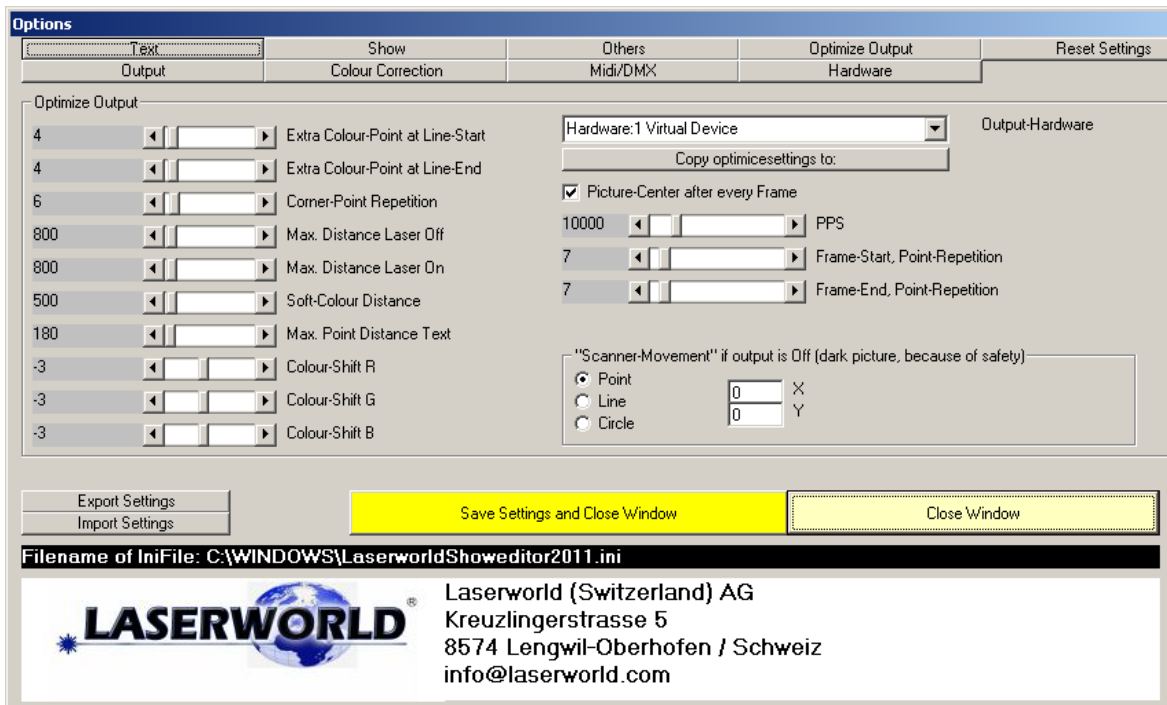 Options
Text Show Others Optimize Output Reset Settings
Output Colour Correction Midi/DMX Hardware
Optimize Output
4 Extra Colour-Point at Line-Start
4 Extra Colour-Point at Line-End
6 Corner-Point Repetition
800 Max. Distance Laser Off
800 Max. Distance Laser On
500 Soft-Colour Distance
180 Max. Point Distance Text
-3 Colour-Shift R
-3 Colour-Shift G
-3 Colour-Shift B
Hardware:1 Virtual Device Output-Hardware
Copy optimicesettings to:
Picture-Center after every Frame
10000 PPS
7 Frame-Start, Point-Repetition
7 Frame-End, Point-Repetition
"Scanner-Movement" if output is Off (dark picture, because of safety)
Point
Line
Circle
0 X
0 Y
Export Settings
Import Settings
Save Settings and Close Window
Close Window
Filename of IniFile: C:\WINDOWS\LaserworldShoweditor2011.ini
LASERWORLD®
Laserworld (Switzerland) AG
Kreuzlingerstrasse 5
8574 Lengwil-Oberhofen / Schweiz
info@laserworld.com